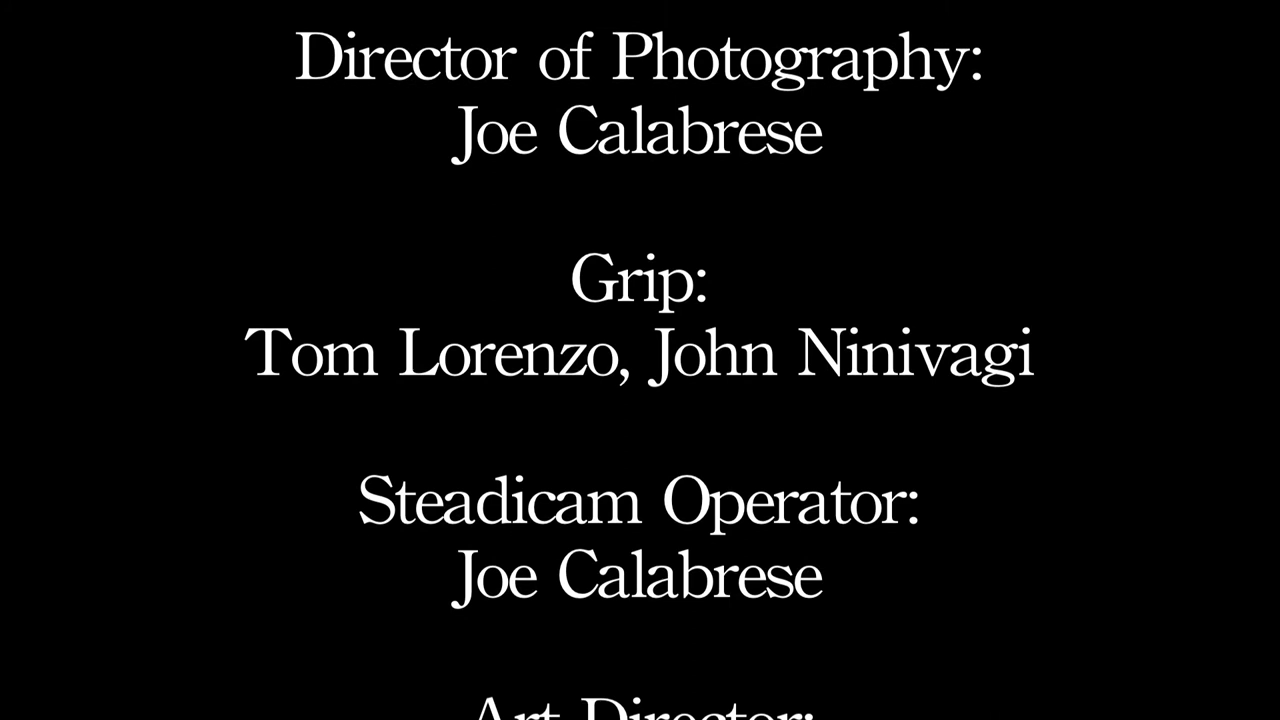 Director of Photography:
Joe Calabrese
Grip:
Tom Lorenzo, John Ninivagi
Steadicam Operator:
Joe Calabrese
Art Director: